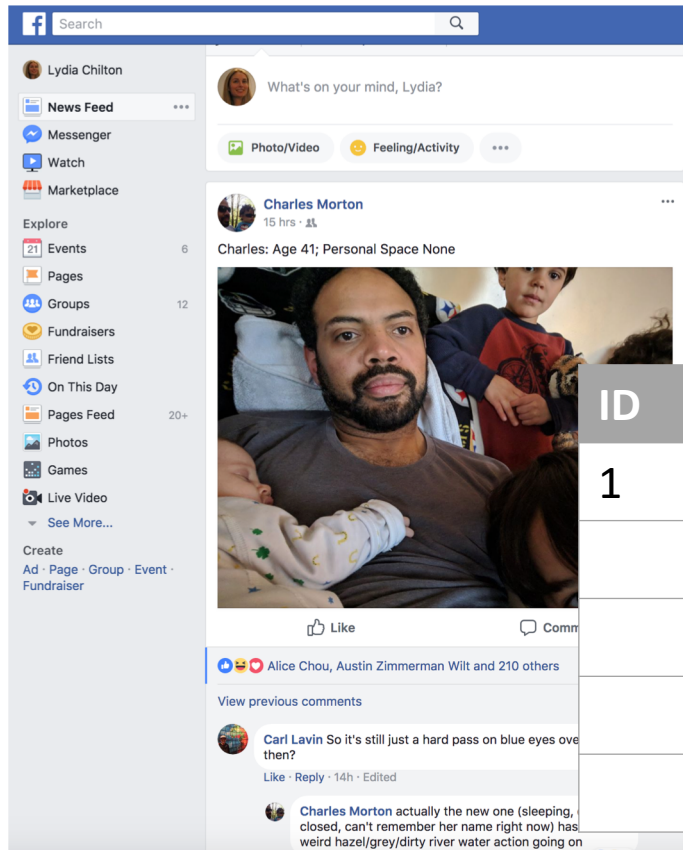 f Search
Lydia Chilton
News Feed
Messenger
Watch
Marketplace
Explore
21 Events 6
Pages
Groups 12
Fundraisers
Friend Lists
On This Day
Pages Feed 20+
Photos
Games
Live Video
See More...
Create
Ad · Page · Group · Event ·
Fundraiser
What's on your mind, Lydia?
Photo/Video Feeling/Activity
Charles Morton
15 hrs ·
Charles: Age 41; Personal Space None
Like
Alice Chou, Austin Zimmerman Wilt and 210 others
View previous comments
Carl Lavin So it's still just a hard pass on blue eyes
then?
Like · Reply · 14h · Edited
Charles Morton actually the new one (sleeping,
closed, can't remember her name right now) has
weird hazel/grey/dirty river water action going on
ID
1